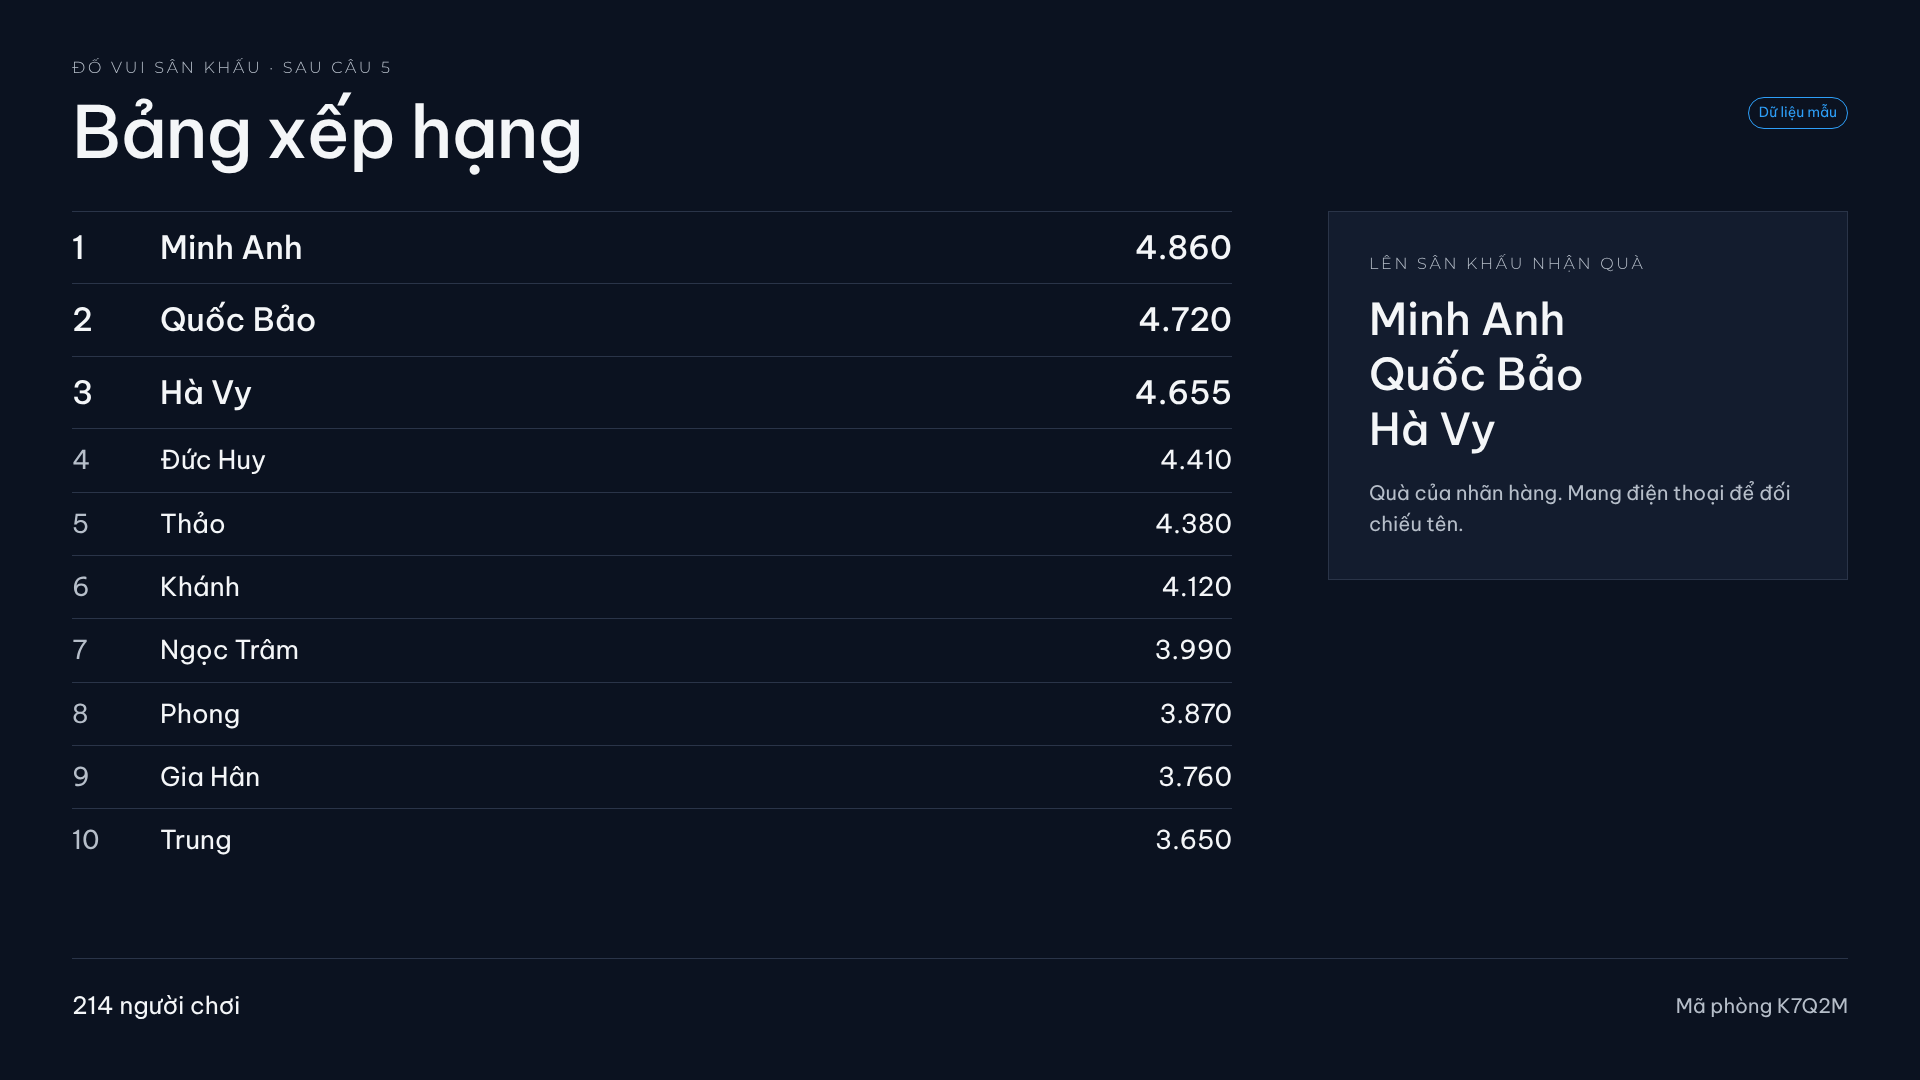 ĐỐ VUI SÂN KHẤU · SAU CÂU 5
Bảng xếp hạng
Dữ liệu mẫu
1 Minh Anh 4.860
2 Quốc Bảo 4.720
3 Hà Vy 4.655
4 Đức Huy 4.410
5 Thảo 4.380
6 Khánh 4.120
7 Ngọc Trâm 3.990
8 Phong 3.870
9 Gia Hân 3.760
10 Trung 3.650
LÊN SÂN KHẤU NHẬN QUÀ
Minh Anh
Quốc Bảo
Hà Vy
Quà của nhãn hàng. Mang điện thoại để đối
chiếu tên.
214 người chơi
Mã phòng K7Q2M